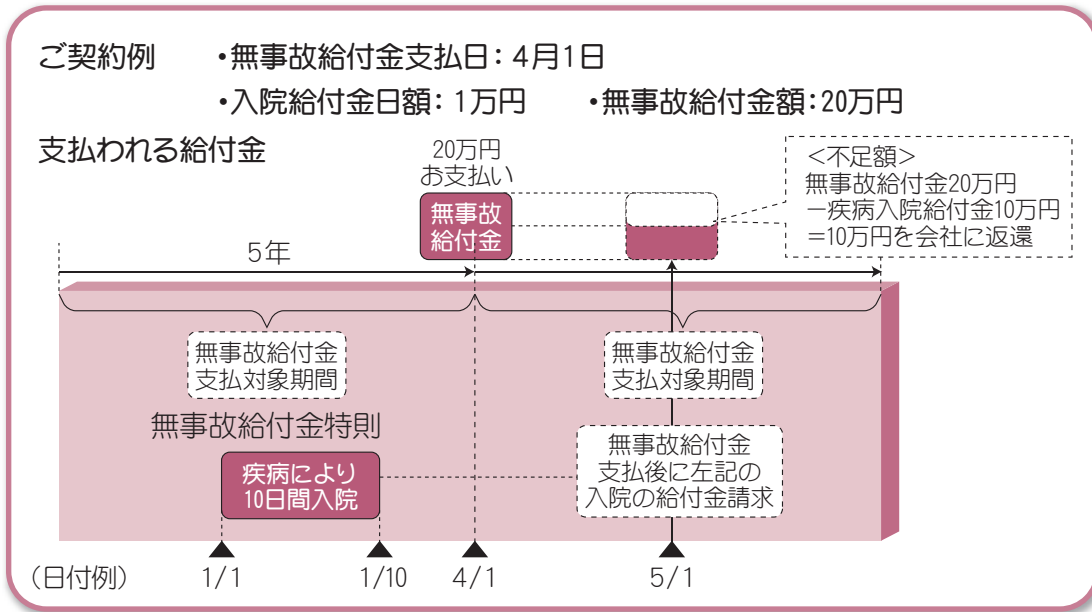 ご契約例 ・無事故給付金支払日：4月1日
・入院給付金日額：1万円 ・無事故給付金額：20万円
支払われる給付金
20万円
お支払い
無事故
給付金
＜不足額＞
無事故給付金20万円
－疾病入院給付金10万円
＝10万円を会社に返還
5年
無事故給付金
支払対象期間
無事故給付金
支払対象期間
無事故給付金特則
疾病により
10日間入院
無事故給付金
支払後に左記の
入院の給付金請求
（日付例） 1/1 1/10 4/1 5/1